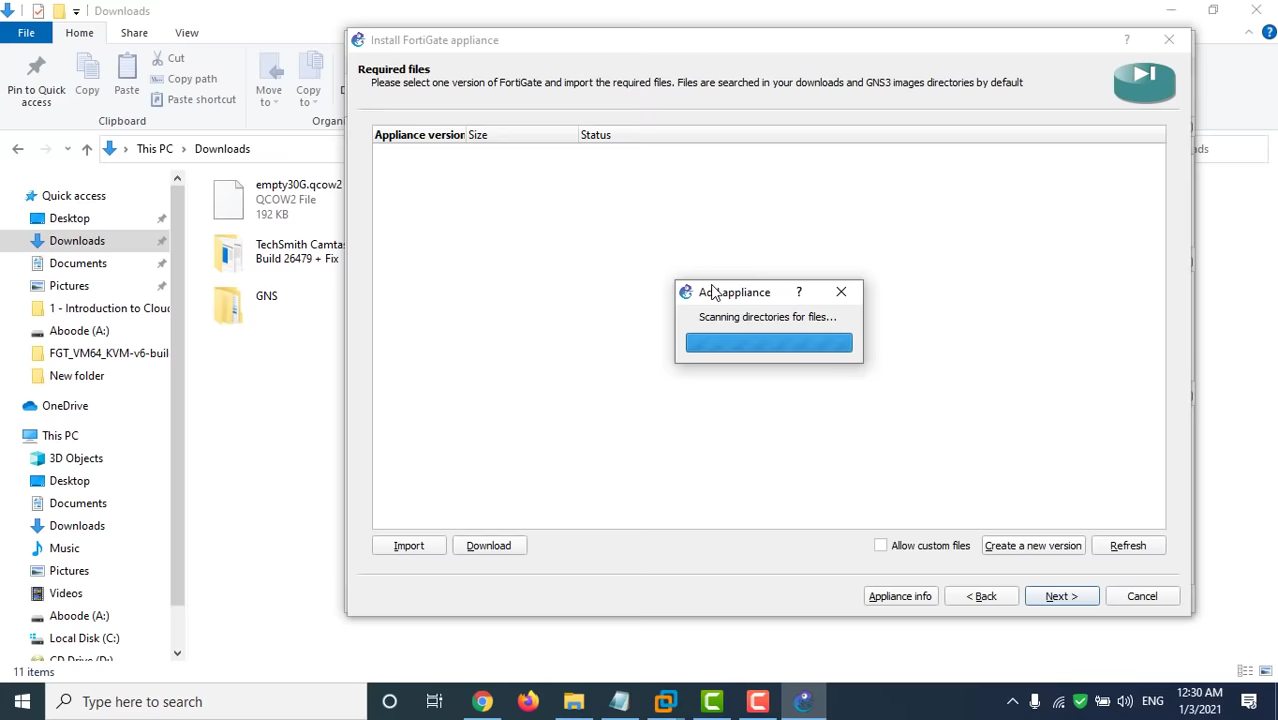 Downloads
File
Home
Share
View
Pin to Quick
access
Copy
Paste
Cut
Copy path
Paste shortcut
Clipboard
Move
to
Copy
to
Organi
This PC
Downloads
ads
Quick access
Desktop
Downloads
Documents
Pictures
1 - Introduction to Clou
Aboode (A:)
FGT_VM64_KVM-v6-buil
New folder
OneDrive
This PC
3D Objects
Desktop
Documents
Downloads
Music
Pictures
Videos
Aboode (A:)
Local Disk (C:)
CD Drive (D:)
11 items
empty30G.qcow2
QCOW2 File
192 KB
TechSmith Camtas
Build 26479 + Fix
GNS
Install FortiGate appliance
?
Required files
Please select one version of FortiGate and import the required files. Files are searched in your downloads and GNS3 images directories by default
Appliance version Size Status
Add appliance
?
Scanning directories for files...
Import
Download
Allow custom files
Create a new version
Refresh
Appliance info
< Back
Next >
Cancel
Type here to search
ENG
12:30 AM
1/3/2021